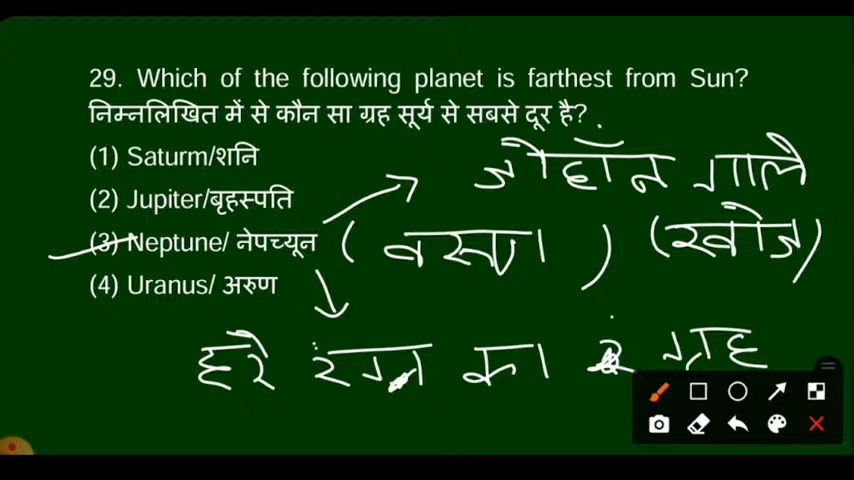 29. Which of the following planet is farthest from Sun?
निम्नलिखित में से कौन सा ग्रह सूर्य से सबसे दूर है?
(1) Saturm/शनि
(2) Jupiter/बृहस्पति
(3) Neptune/ नेपच्यून
(4) Uranus/ अरुण
जोहॉन गाले
(वरूण) (खोज)
हरे रंग का ग्रह